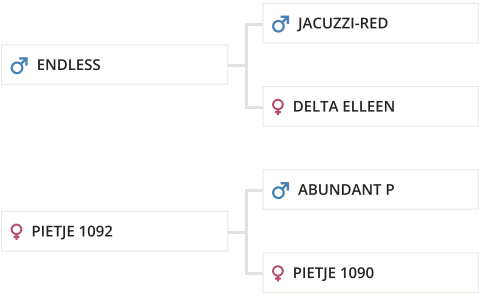 JACUZZI-RED
ENDLESS
DELTA ELLEEN
ABUNDANT P
PIETJE 1092
PIETJE 1090